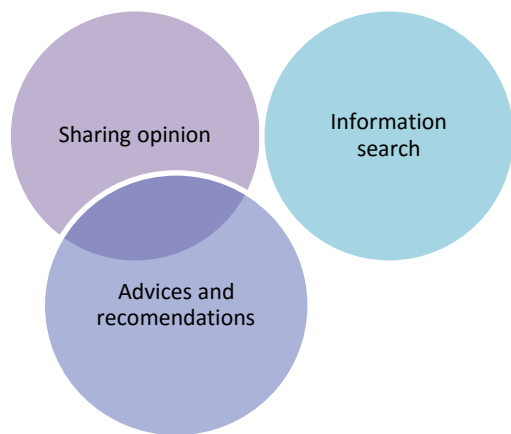 Sharing opinion
Information
search
Advices and
recomendations